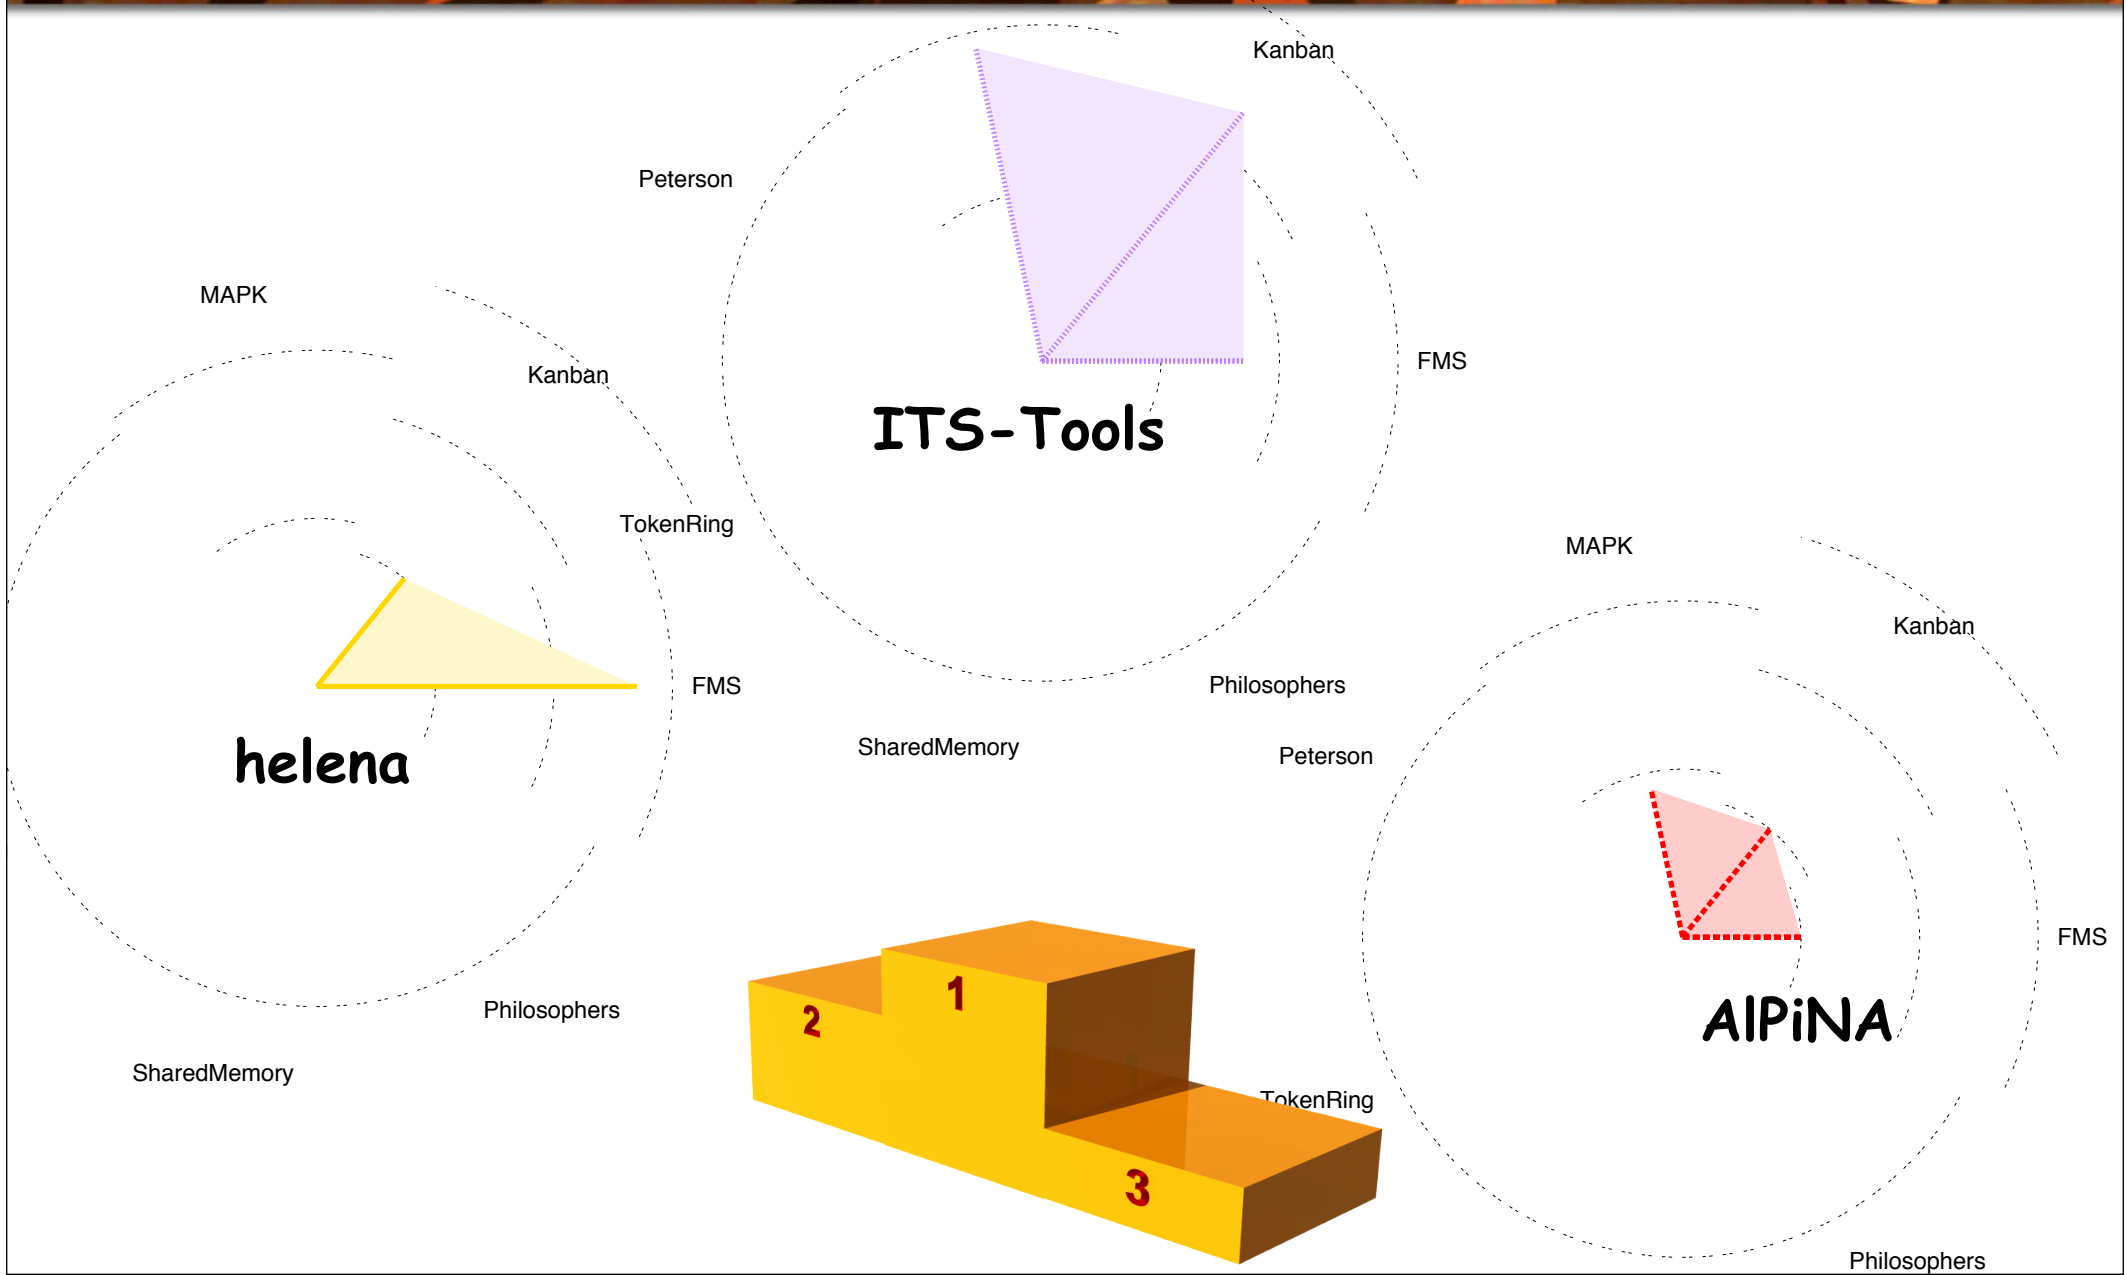 Kanban
Peterson
MAPK
FMS
Kanban
ITS-Tools
TokenRing
MAPK
Kanban
FMS
Philosophers
helena
SharedMemory
Peterson
FMS
Philosophers
2
1
AlPiNA
SharedMemory
1
TokenRing
3
Philosophers